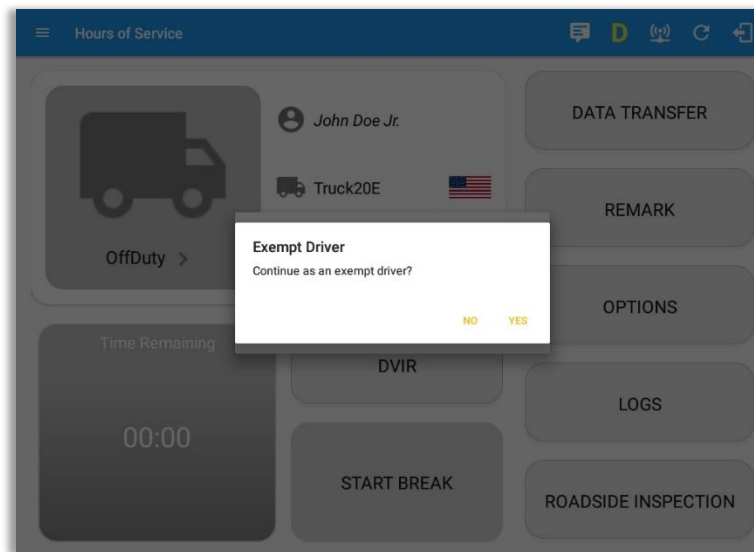 Hours of Service
D
John Doe Jr.
Truck20E
OffDuty >
Exempt Driver
Continue as an exempt driver?
NO YES
Time Remaining
00:00
DVIR
START BREAK
DATA TRANSFER
REMARK
OPTIONS
LOGS
ROADSIDE INSPECTION